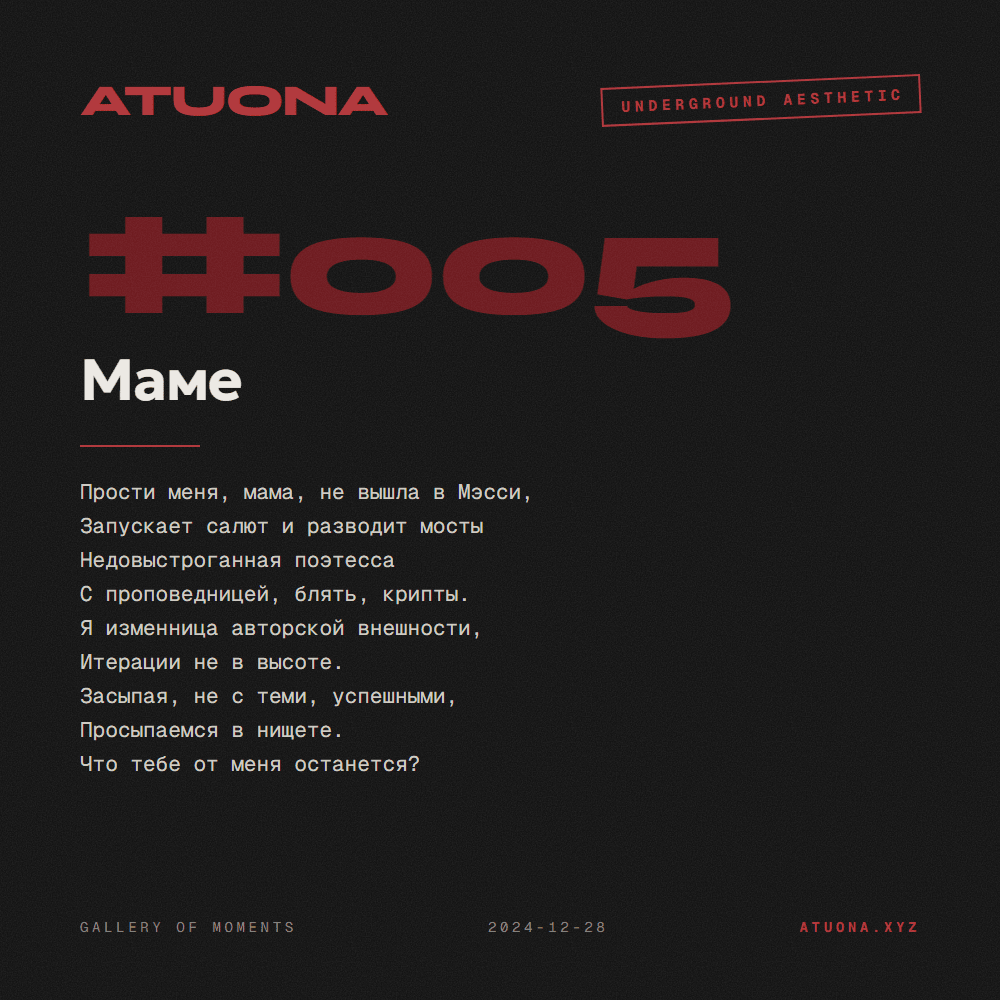 ATUONA
UNDERGROUND AESTHETIC
#005
Маме
Прости меня, мама, не вышла в Мэсси,
Запускает салют и разводит мосты
Недовыстроганная поэтесса
С проповедницей, блять, крипты.
Я изменница авторской внешности,
Итерации не в высоте.
Засыпая, не с теми, успешными,
Просыпаемся в нищете.
Что тебе от меня останется?
GALLERY OF MOMENTS
2024-12-28
ATUONA.XYZ